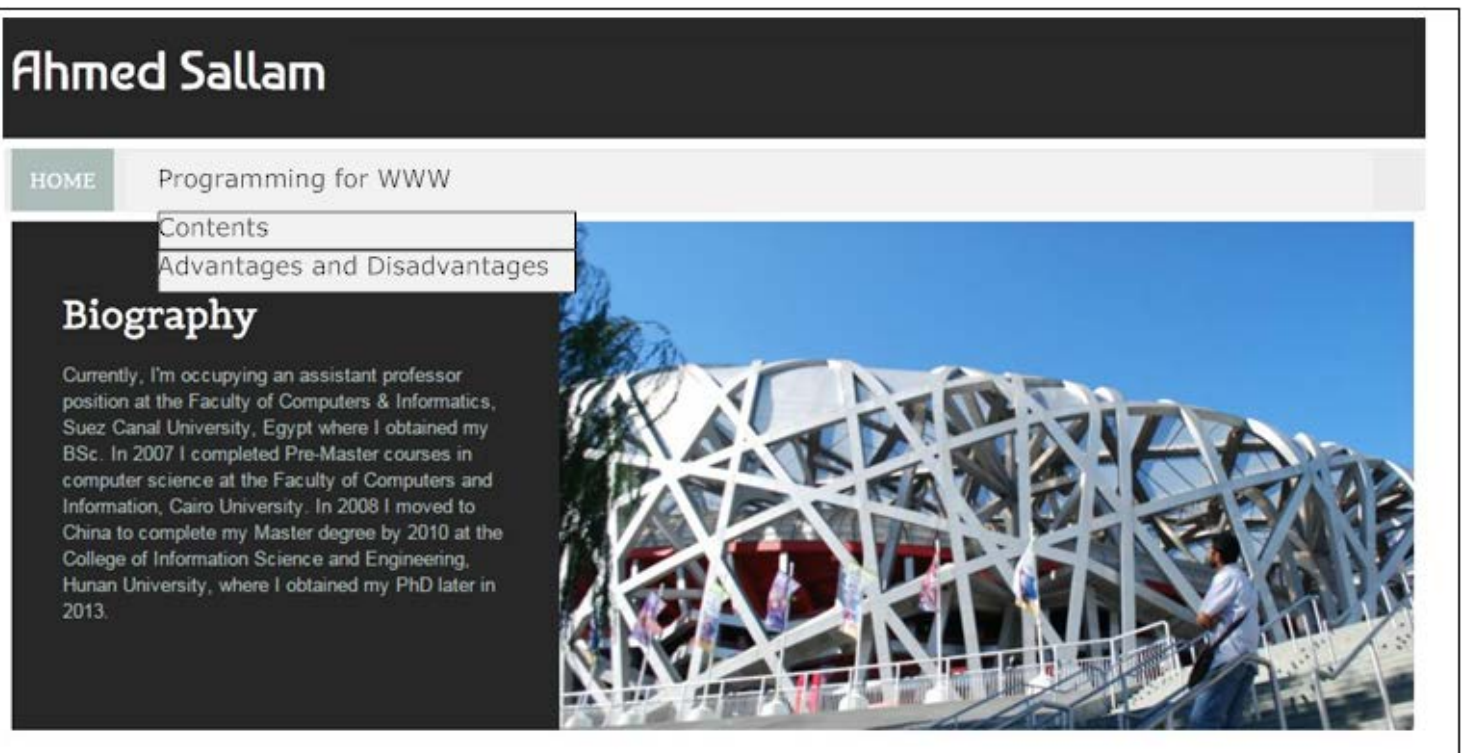 Ahmed Sallam
HOME
Programming for WWW
Contents
Advantages and Disadvantages
Biography
Currently, I'm occupying an assistant professor
position at the Faculty of Computers & Informatics,
Suez Canal University, Egypt where I obtained my
BSc. In 2007 I completed Pre-Master courses in
computer science at the Faculty of Computers and
Information, Cairo University. In 2008 I moved to
China to complete my Master degree by 2010 at the
College of Information Science and Engineering,
Hunan University, where I obtained my PhD later in
2013.